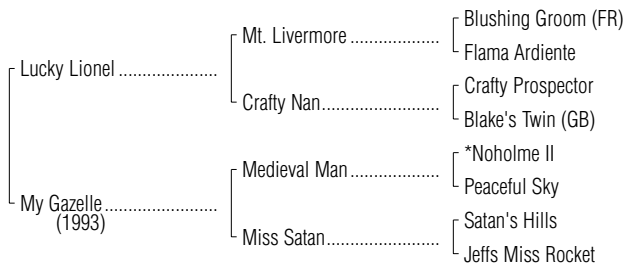 Blushing Groom (FR)
Mt. Livermore ....................
Flama Ardiente
Lucky Lionel ......................
Crafty Prospector
Crafty Nan..........................
Blake's Twin (GB)
*Noholme II
Medieval Man ...................
Peaceful Sky
My Gazelle.........................
(1993)
Satan's Hills
Miss Satan.........................
Jeffs Miss Rocket